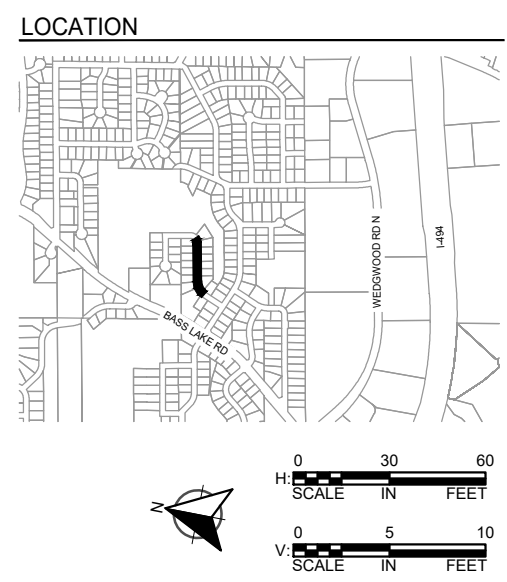 LOCATION
WEDGWOOD RD N
I-494
BASS LAKE RD
N
0 30 60
H:
SCALE IN FEET
0 5 10
V:
SCALE IN FEET